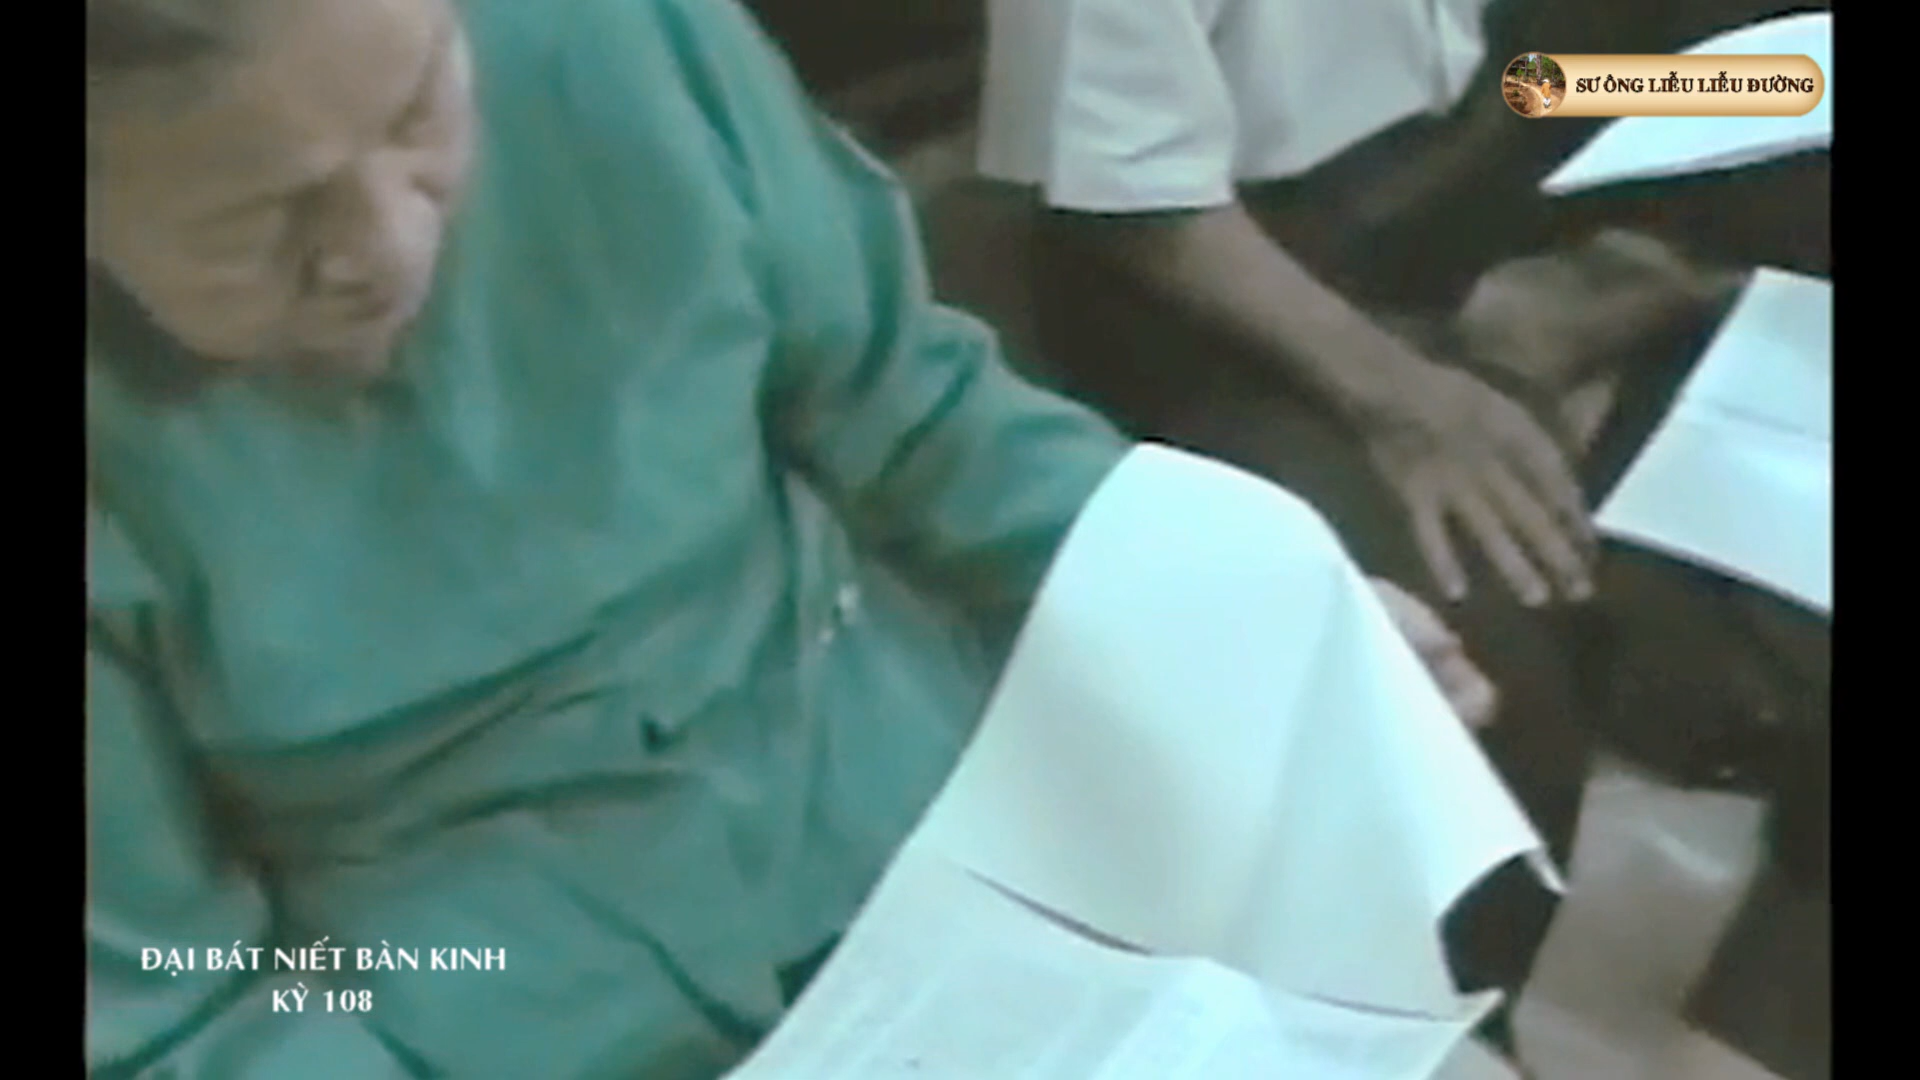 SƯ ÔNG LIỄU LIỄU ĐƯỜNG
ĐẠI BÁT NIẾT BÀN KINH
KỲ 108